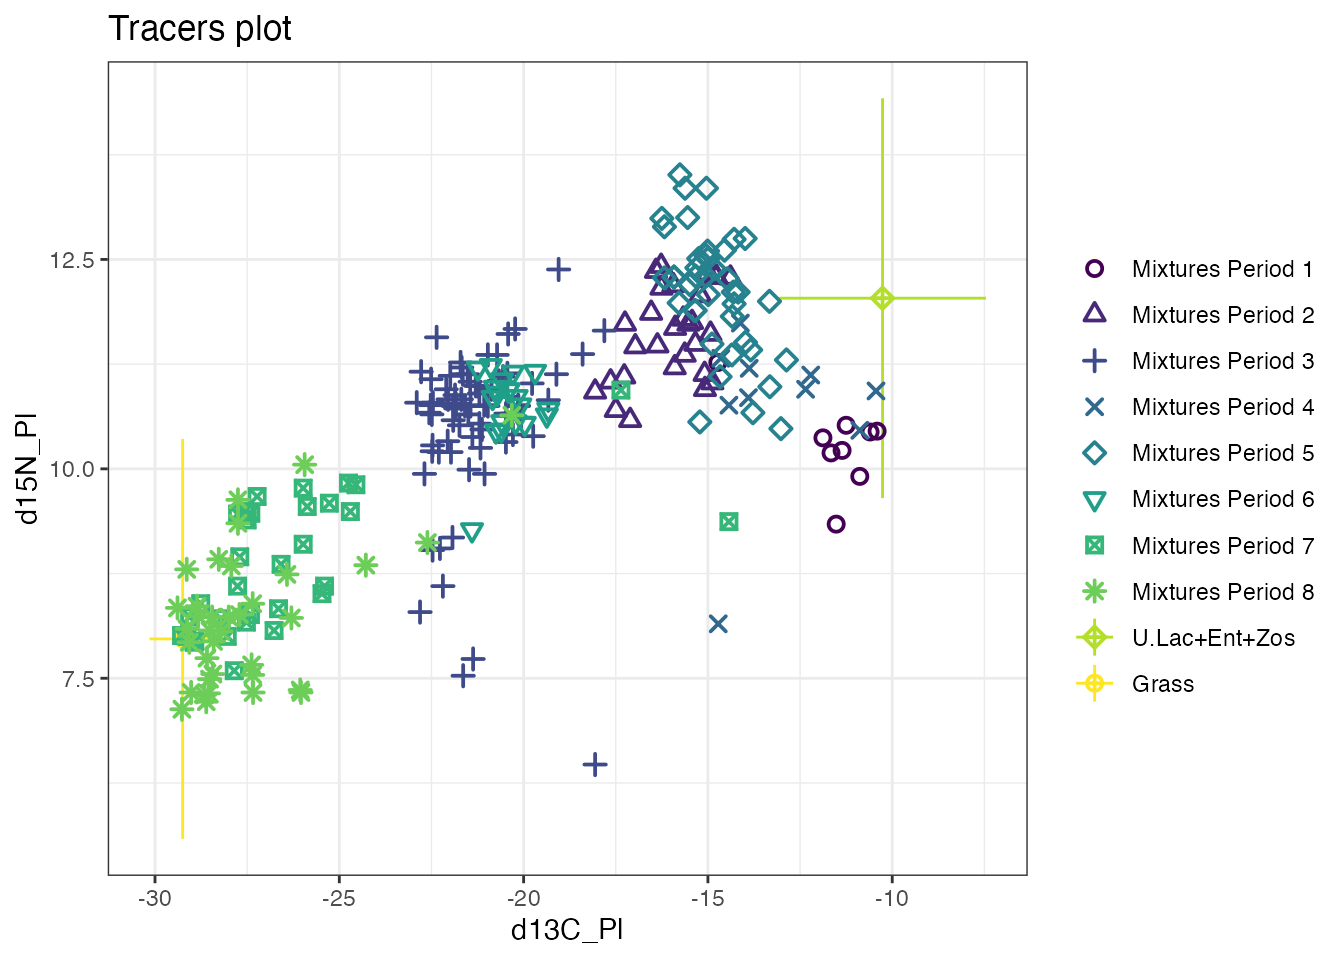 Tracers plot
d15N_Pl
12.5
10.0
7.5
-30
-25
-20
-15
-10
d13C_Pl
Mixtures Period 1
Mixtures Period 2
Mixtures Period 3
Mixtures Period 4
Mixtures Period 5
Mixtures Period 6
Mixtures Period 7
Mixtures Period 8
U.Lac+Ent+Zos
Grass